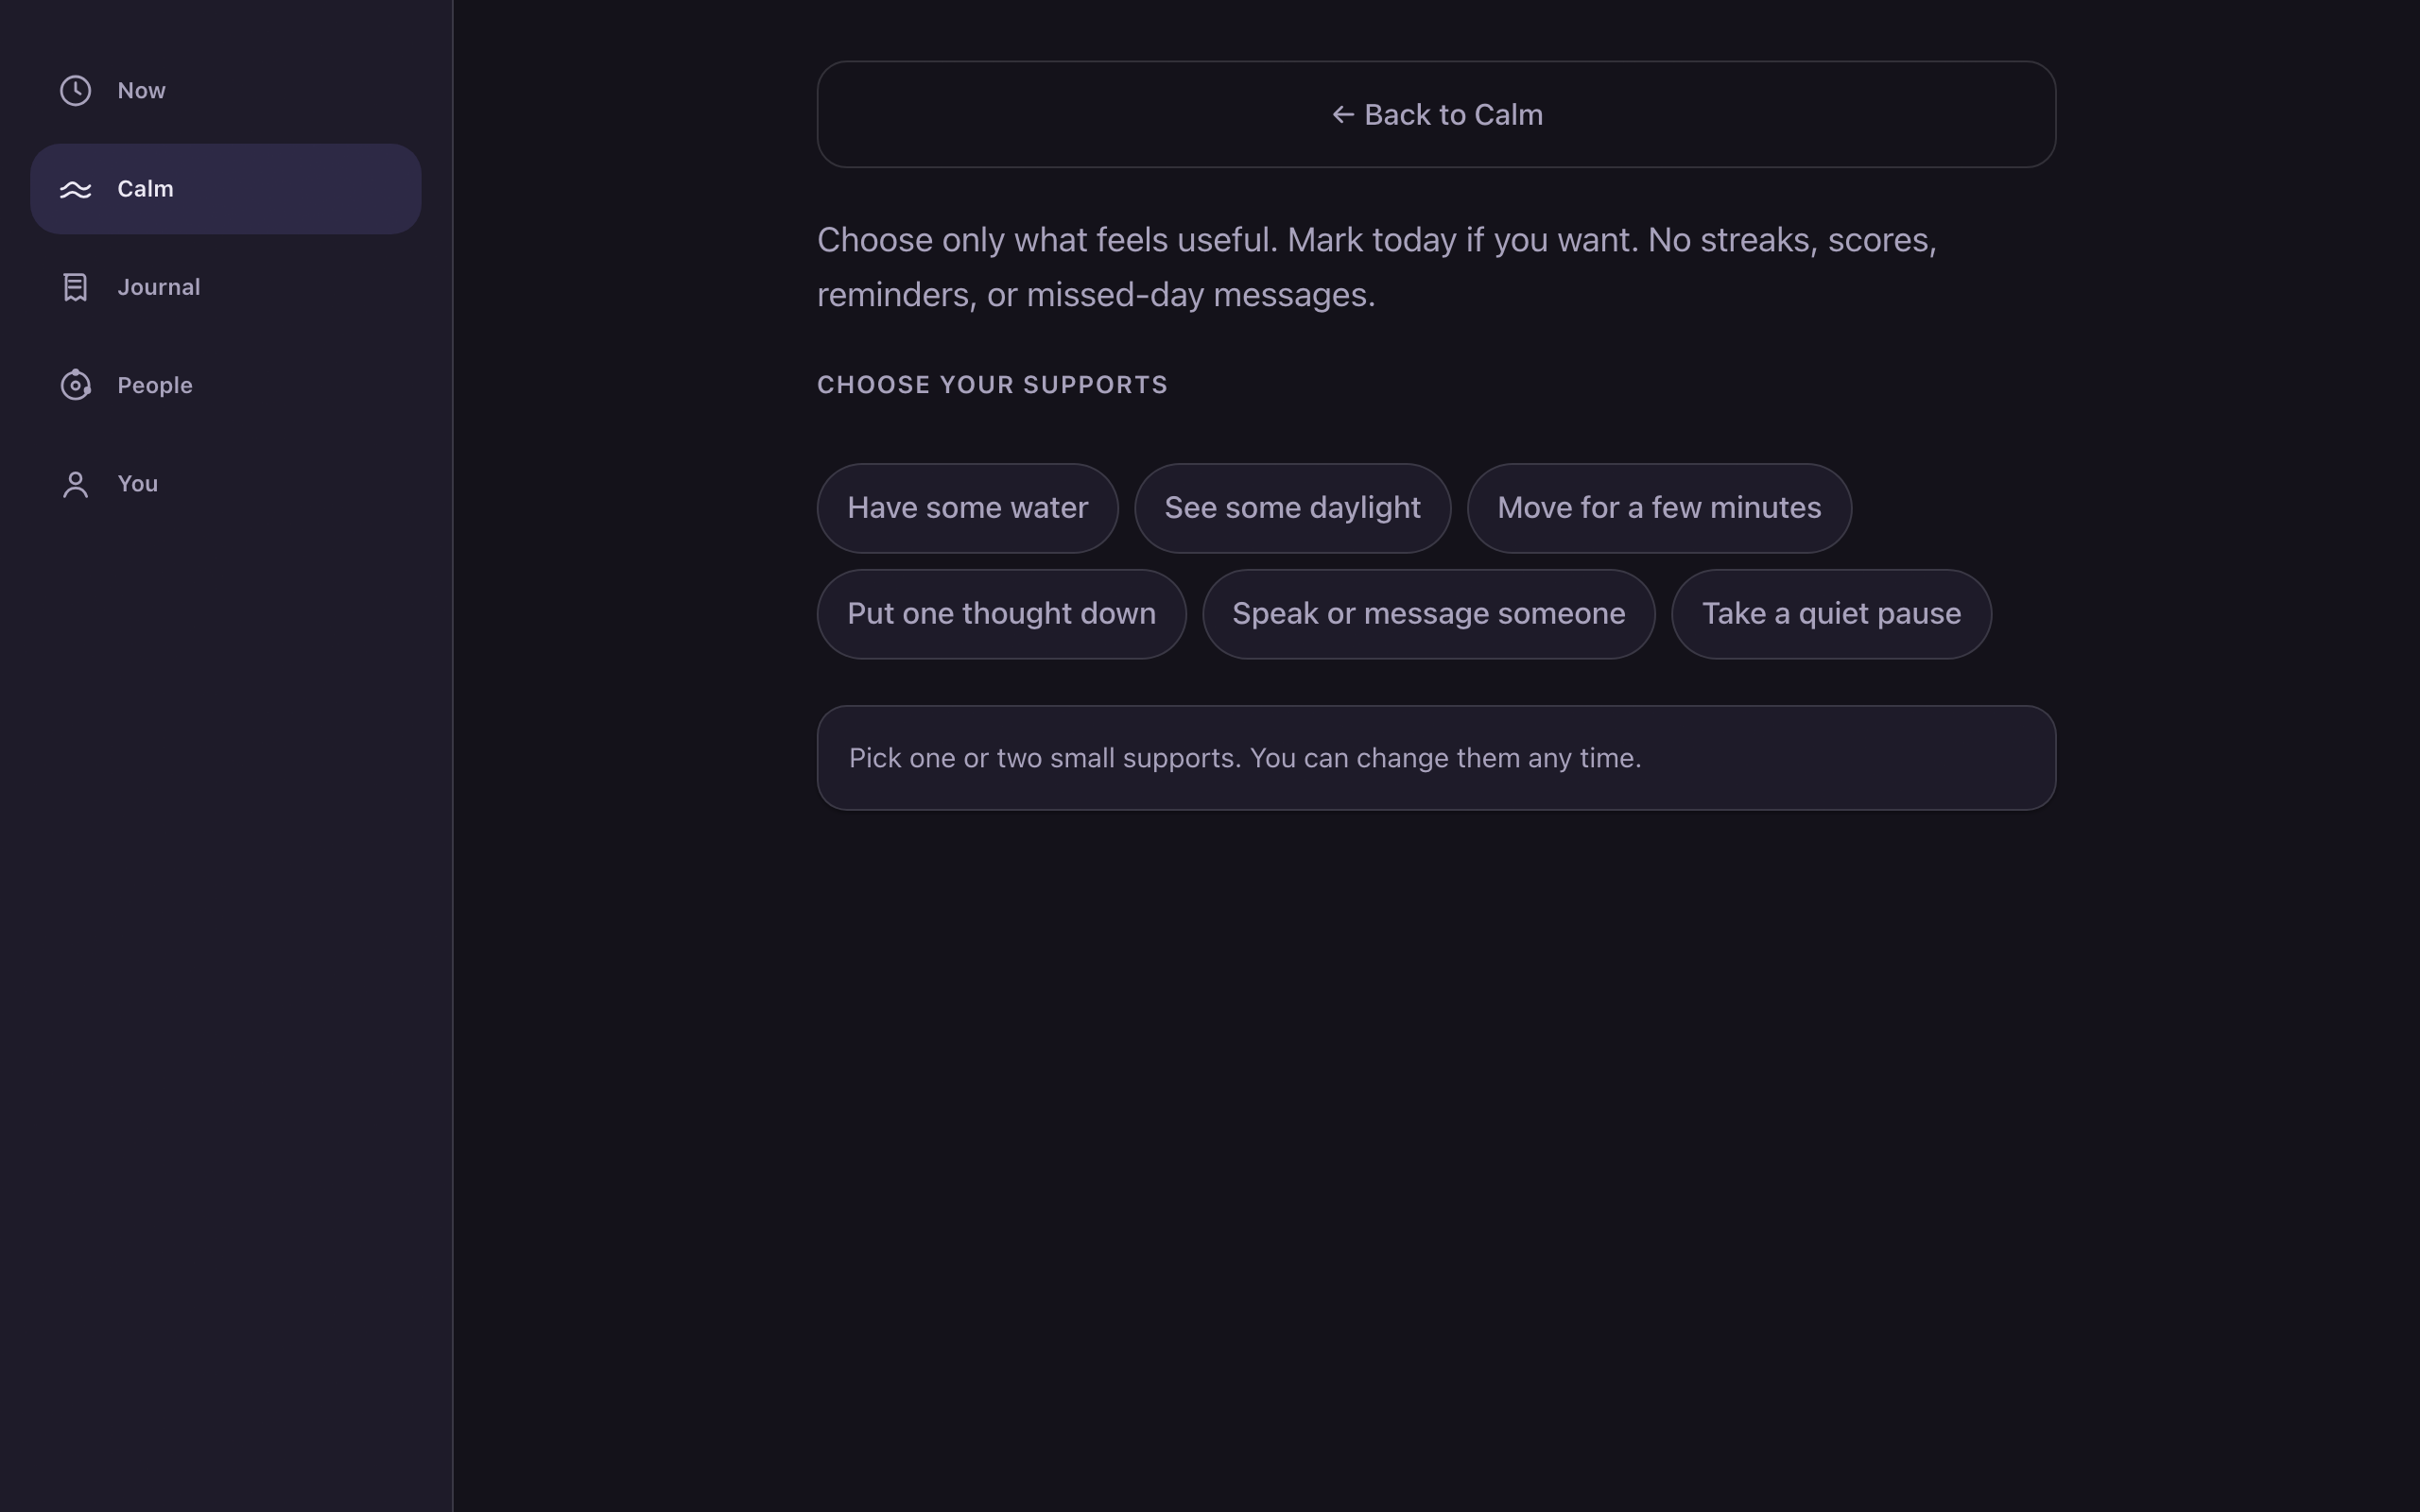 Now
Calm
Journal
People
You
← Back to Calm
Choose only what feels useful. Mark today if you want. No streaks, scores,
reminders, or missed-day messages.
CHOOSE YOUR SUPPORTS
Have some water
See some daylight
Move for a few minutes
Put one thought down
Speak or message someone
Take a quiet pause
Pick one or two small supports. You can change them any time.